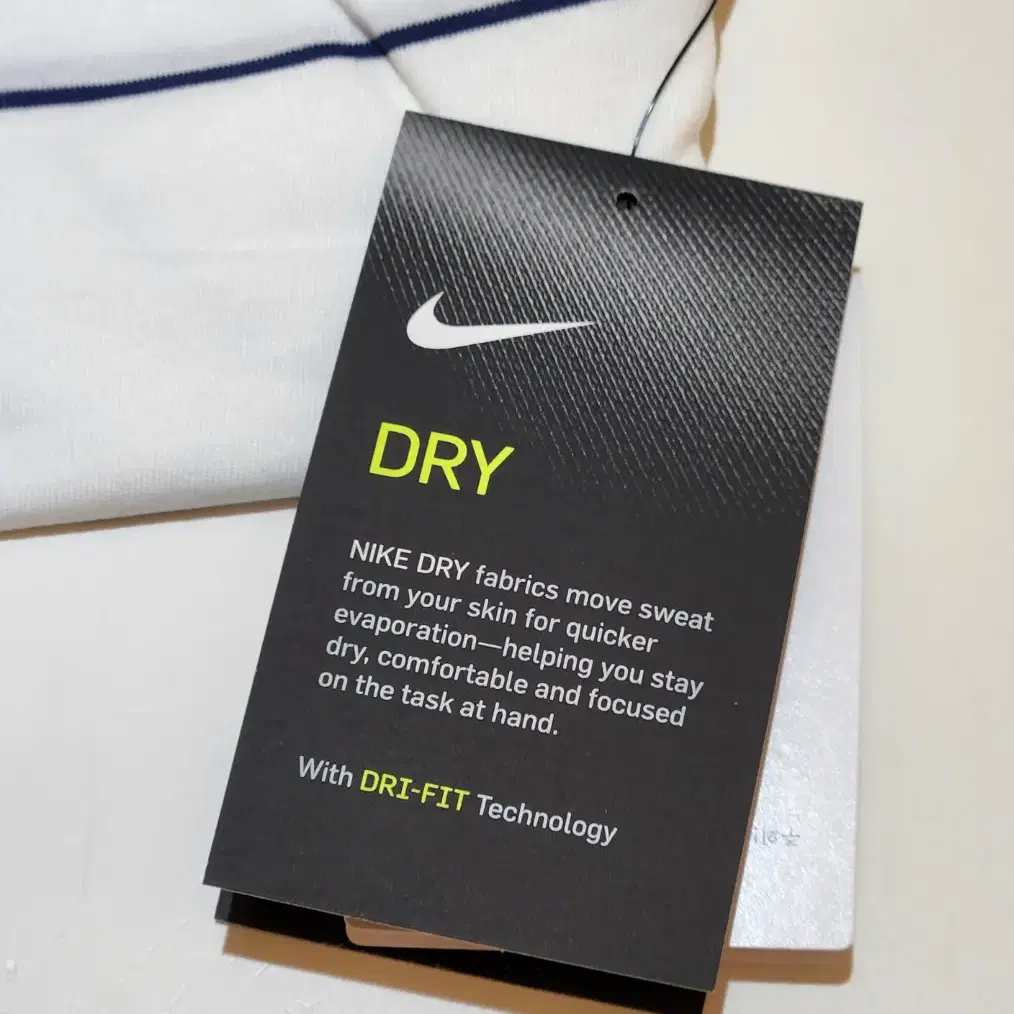 DRY
NIKE DRY fabrics move sweat
from your skin for quicker
evaporation—helping you stay
dry, comfortable and focused
on the task at hand.
With DRI-FIT Technology